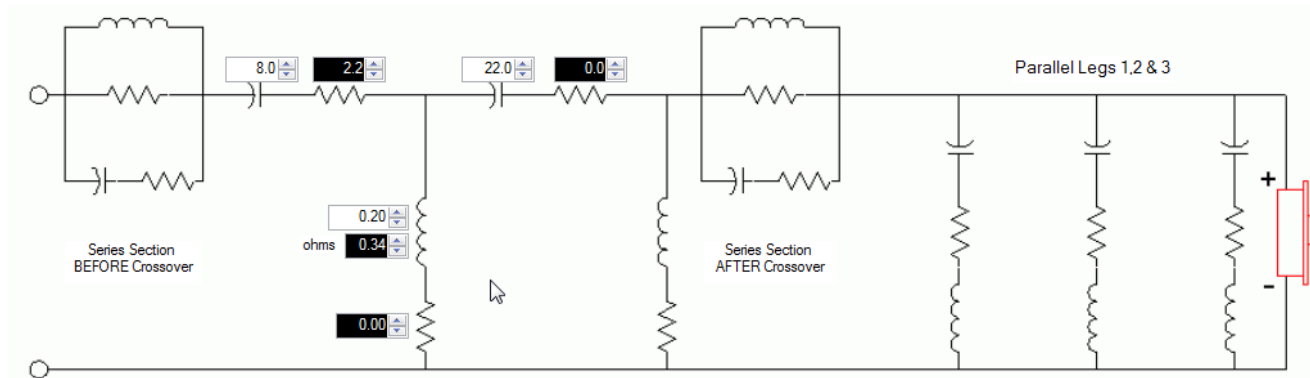 8.0
2.2
22.0
0.0
Parallel Legs 1,2 & 3
+
0.20
ohms
0.34
Series Section
BEFORE Crossover
Series Section
AFTER Crossover
-
0.00